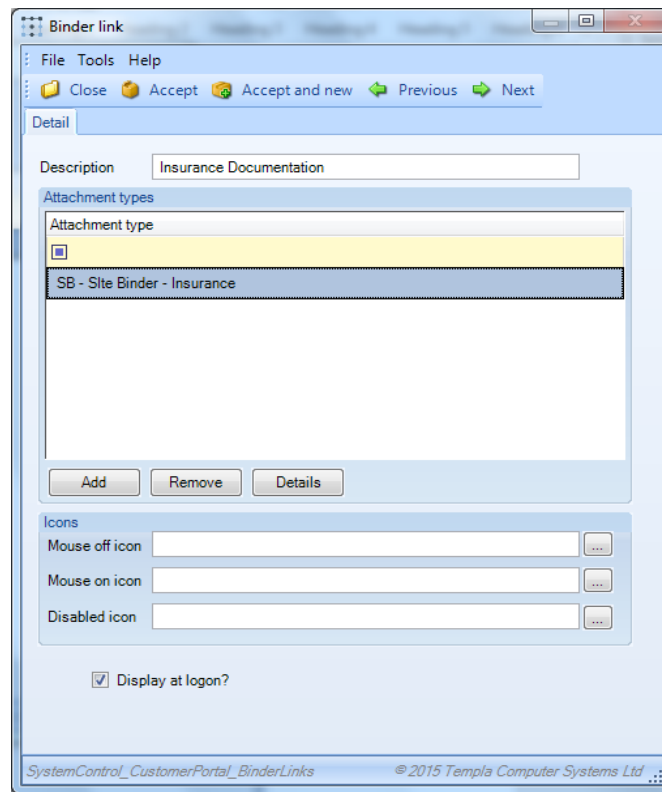 Binder link
File Tools Help
Close Accept Accept and new Previous Next
Detail
Description Insurance Documentation
Attachment types
Attachment type
SB - SIte Binder - Insurance
Add Remove Details
Icons
Mouse off icon ...
Mouse on icon ...
Disabled icon ...
Display at logon?
SystemControl_CustomerPortal_BinderLinks © 2015 Templa Computer Systems Ltd